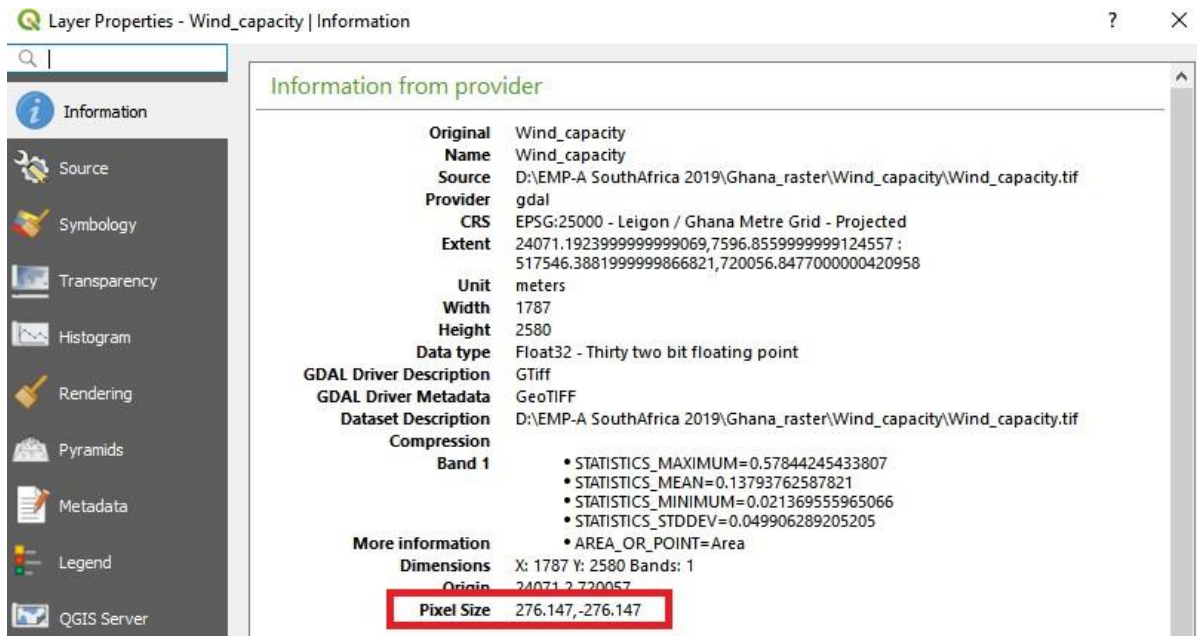 Layer Properties - Wind_capacity | Information
?
Information
Source
Symbology
Transparency
Histogram
Rendering
Pyramids
Metadata
Legend
QGIS Server
Information from provider
Original Wind_capacity
Name Wind_capacity
Source D:\EMP-A SouthAfrica 2019\Ghana_raster\Wind_capacity\Wind_capacity.tif
Provider gdal
CRS EPSG:25000 - Leigon / Ghana Metre Grid - Projected
Extent 24071.1923999999999069,7596.8559999999124557 :
517546.3881999999866821,720056.8477000000420958
Unit meters
Width 1787
Height 2580
Data type Float32 - Thirty two bit floating point
GDAL Driver Description GTiff
GDAL Driver Metadata GeoTIFF
Dataset Description D:\EMP-A SouthAfrica 2019\Ghana_raster\Wind_capacity\Wind_capacity.tif
Compression
Band 1 • STATISTICS_MAXIMUM=0.57844245433807
• STATISTICS_MEAN=0.13793762587821
• STATISTICS_MINIMUM=0.021369555965066
• STATISTICS_STDDEV=0.049906289205205
More information • AREA_OR_POINT=Area
Dimensions X: 1787 Y: 2580 Bands: 1
Origin 24071.2,720057
Pixel Size 276.147,-276.147